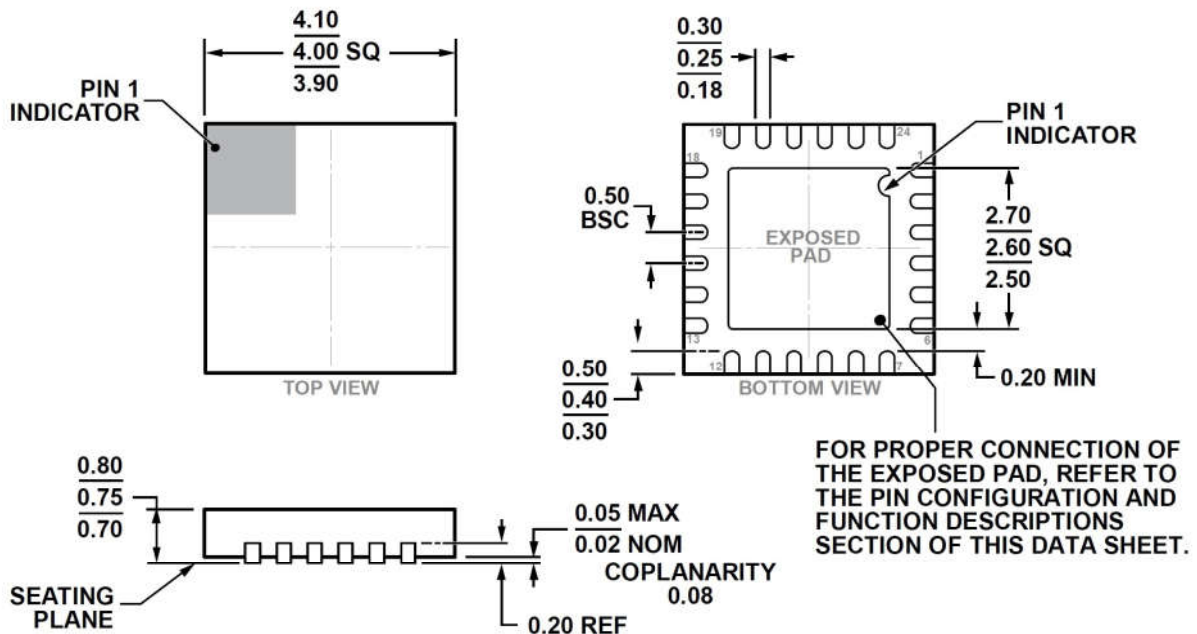 4.10
4.00 SQ
3.90
PIN 1
INDICATOR
TOP VIEW
0.30
0.25
0.18
PIN 1
INDICATOR
19
24
18
1
0.50
BSC
EXPOSED
PAD
2.70
2.60 SQ
2.50
13
6
12
7
BOTTOM VIEW
0.20 MIN
0.50
0.40
0.30
FOR PROPER CONNECTION OF
THE EXPOSED PAD, REFER TO
THE PIN CONFIGURATION AND
FUNCTION DESCRIPTIONS
SECTION OF THIS DATA SHEET.
0.80
0.75
0.70
0.05 MAX
0.02 NOM
COPLANARITY
0.08
SEATING
PLANE
0.20 REF